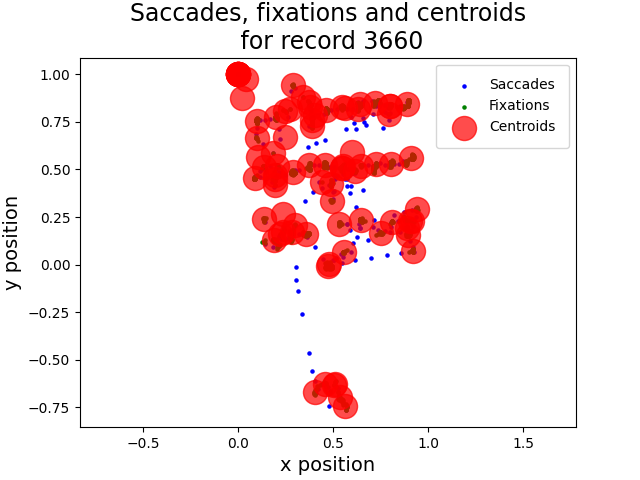 Saccades, fixations and centroids
for record 3660
Saccades
Fixations
Centroids
1.00
0.75
0.50
0.25
0.00
−0.25
−0.50
−0.75
y position
−0.5
0.0
0.5
1.0
1.5
x position